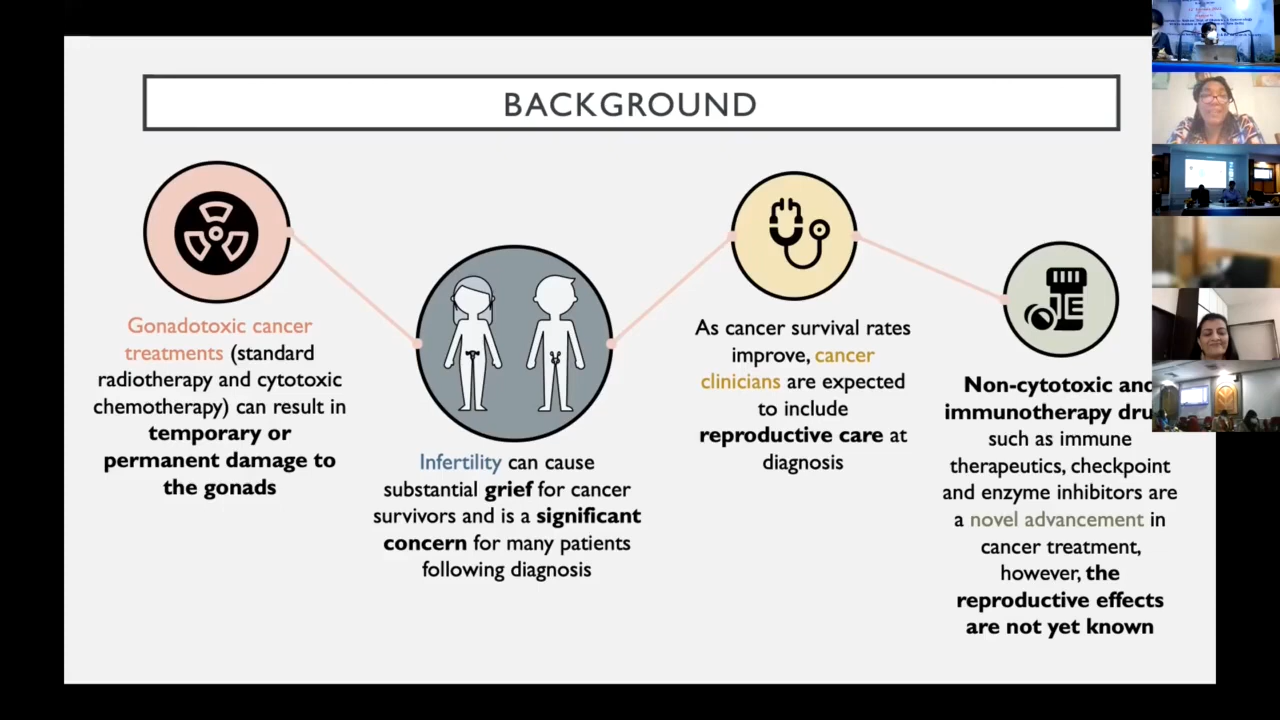 BACKGROUND
Gonadotoxic cancer
treatments (standard
radiotherapy and cytotoxic
chemotherapy) can result in
temporary or
permanent damage to
the gonads
Infertility can cause
substantial grief for cancer
survivors and is a significant
concern for many patients
following diagnosis
As cancer survival rates
improve, cancer
clinicians are expected
to include
reproductive care at
diagnosis
Non-cytotoxic and
immunotherapy dru
such as immune
therapeutics, checkpoint
and enzyme inhibitors are
a novel advancement in
cancer treatment,
however, the
reproductive effects
are not yet known